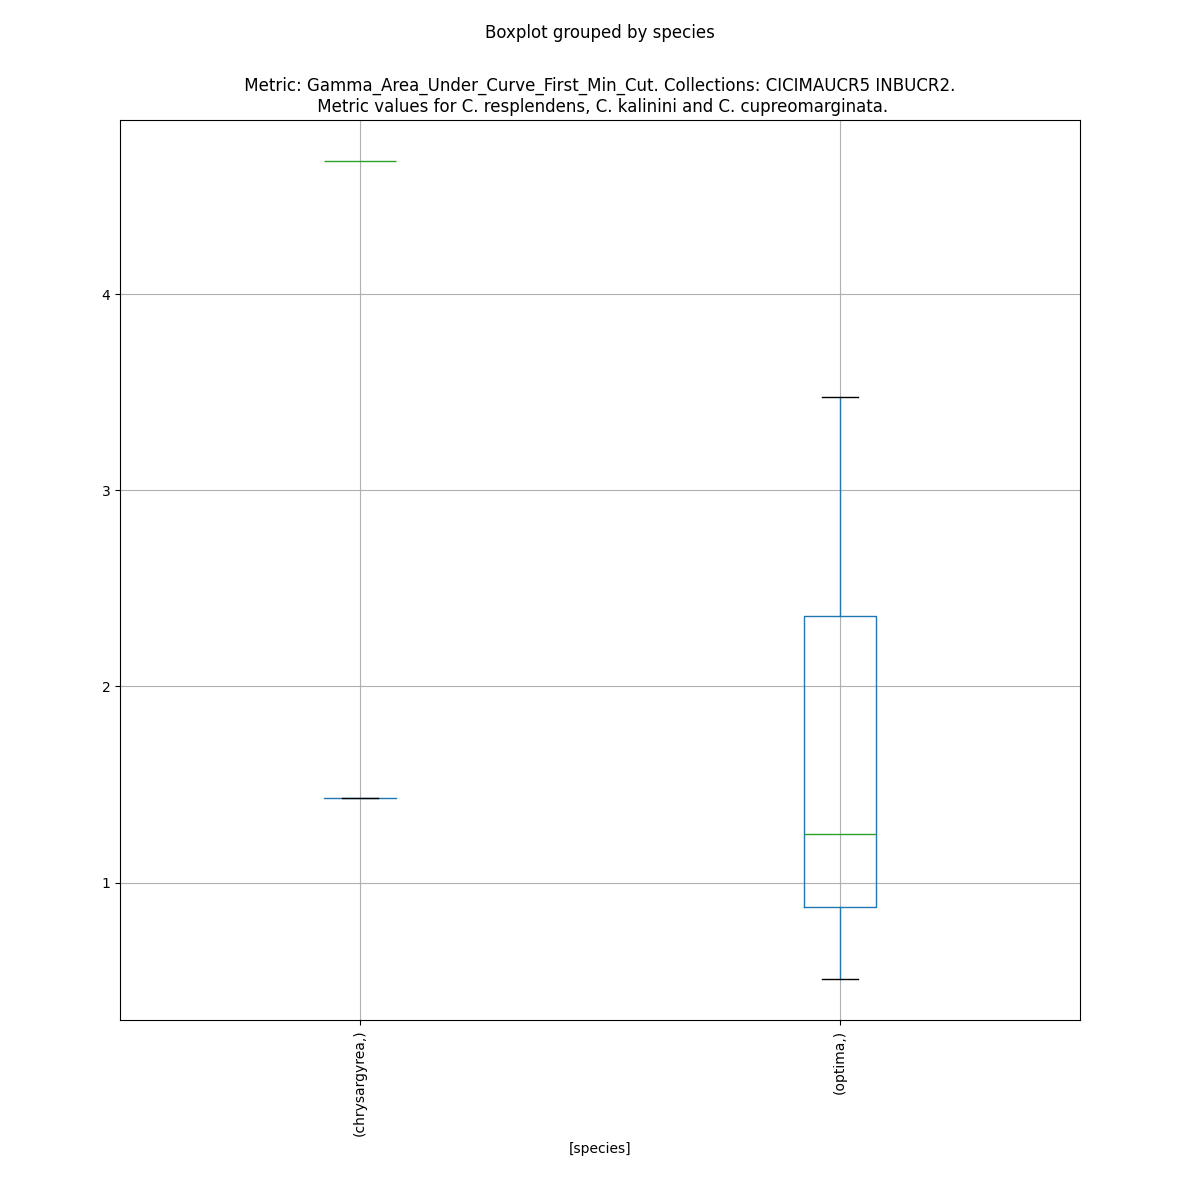 Boxplot grouped by species
Metric: Gamma_Area_Under_Curve_First_Min_Cut. Collections: CICIMAUCR5 INBUCR2.
Metric values for C. resplendens, C. kalinini and C. cupreomarginata.
4
3
2
1
(chrysargyrea,)
(optima,)
[species]